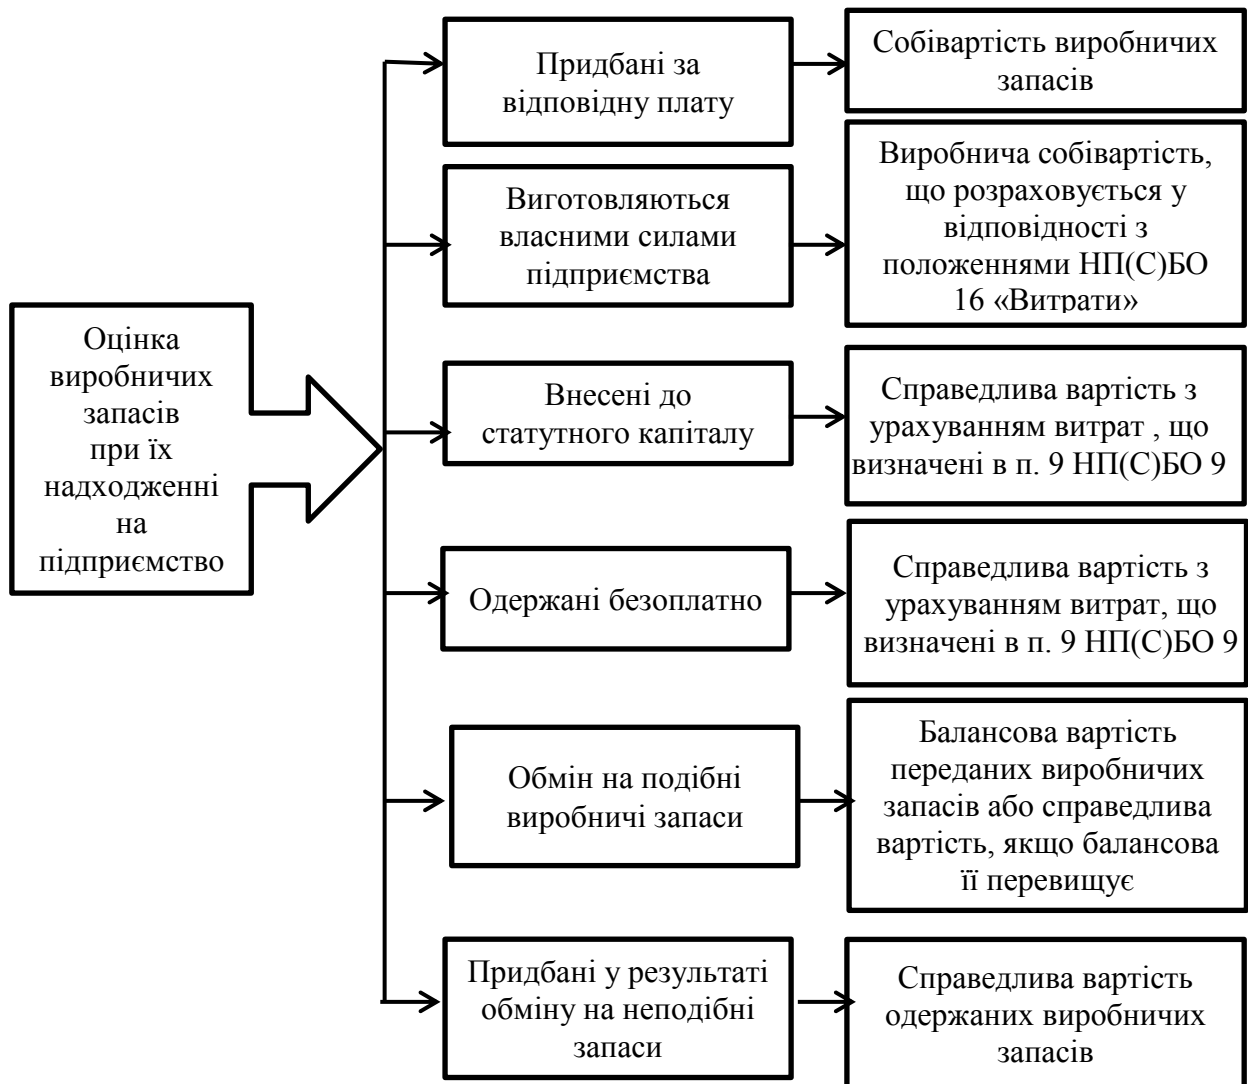 Оцінка
виробничих
запасів
при їх
надходженні
на
підприємство
Придбані за
відповідну плату
Собівартість виробничих
запасів
Виготовляються
власними силами
підприємства
Виробнича собівартість,
що розраховується у
відповідності з
положеннями НП(С)БО
16 «Витрати»
Внесені до
статутного капіталу
Справедлива вартість з
урахуванням витрат , що
визначені в п. 9 НП(С)БО 9
Одержані безоплатно
Справедлива вартість з
урахуванням витрат, що
визначені в п. 9 НП(С)БО 9
Обмін на подібні
виробничі запаси
Балансова вартість
переданих виробничих
запасів або справедлива
вартість, якщо балансова
її перевищує
Придбані у результаті
обміну на неподібні
запаси
Справедлива вартість
одержаних виробничих
запасів